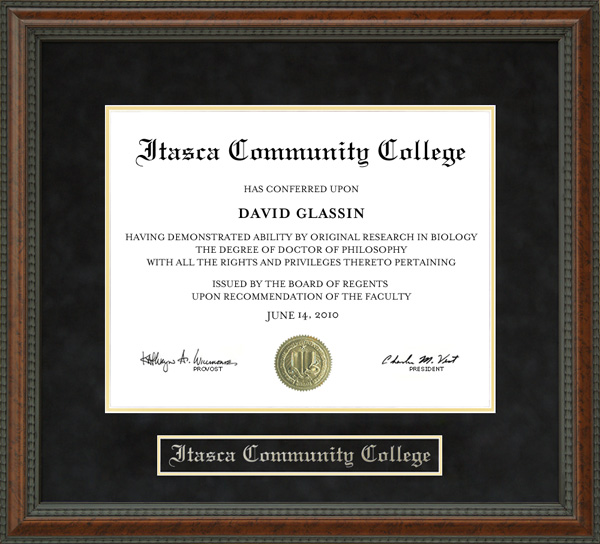 Itasca Community College
HAS CONFERRED UPON
DAVID GLASSIN
HAVING DEMONSTRATED ABILITY BY ORIGINAL RESEARCH IN BIOLOGY
THE DEGREE OF DOCTOR OF PHILOSOPHY
WITH ALL THE RIGHTS AND PRIVILEGES THERETO PERTAINING
ISSUED BY THE BOARD OF REGENTS
UPON RECOMMENDATION OF THE FACULTY
JUNE 14, 2010
PROVOST
PRESIDENT
Itasca Community College